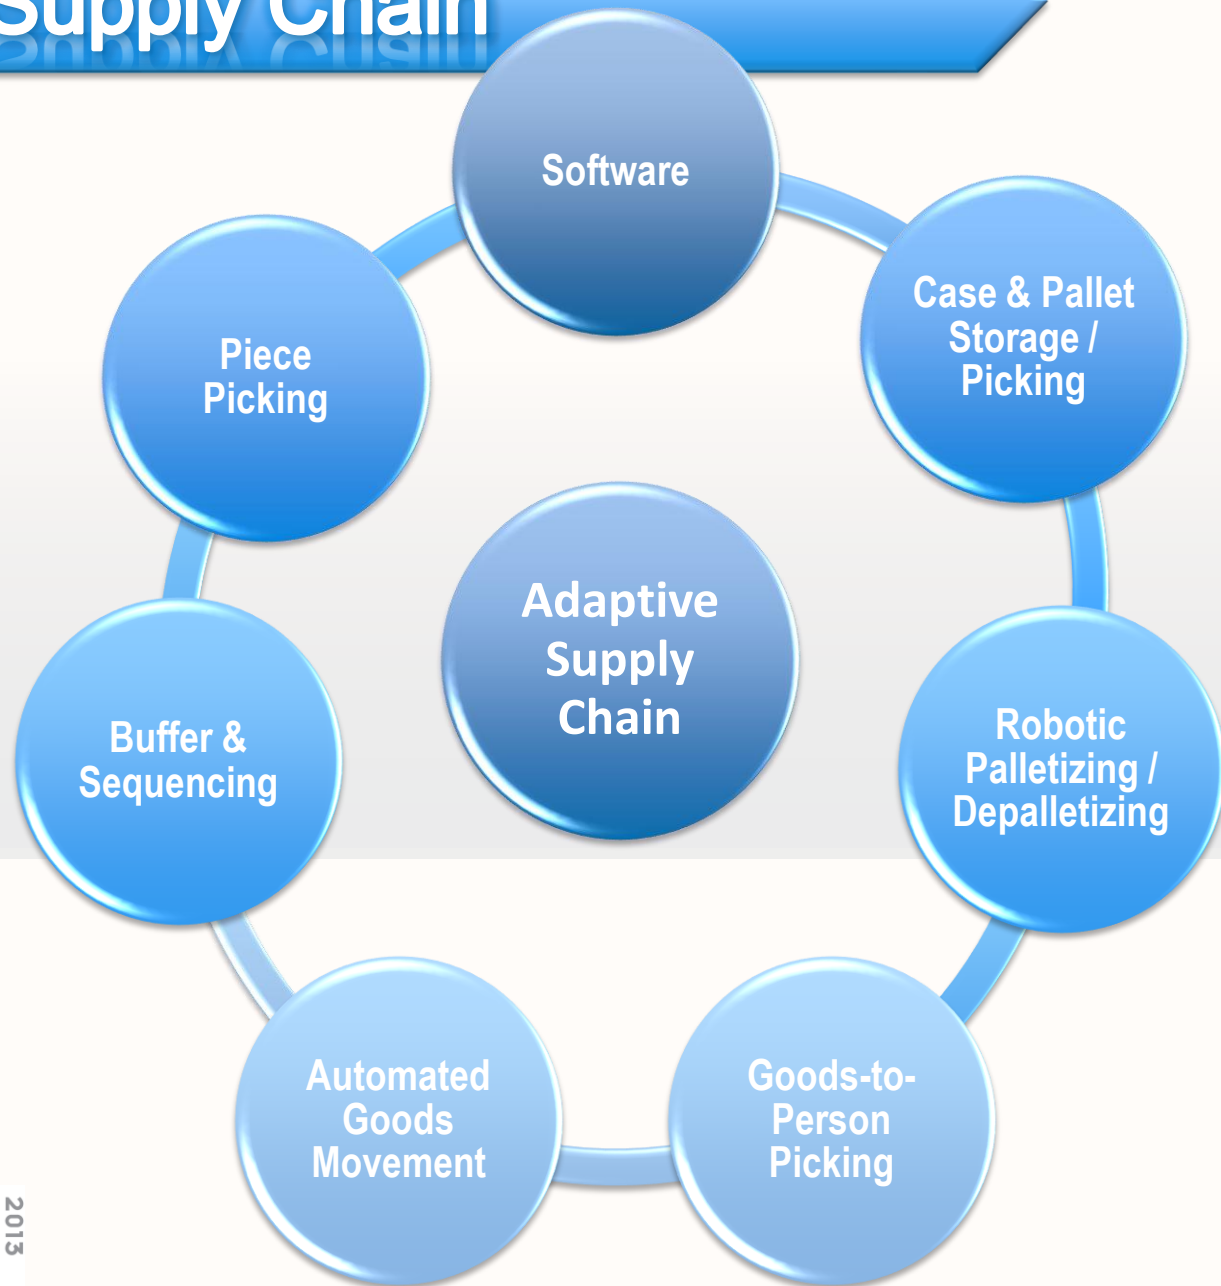 Supply Chain
Software
Case & Pallet
Storage /
Picking
Piece
Picking
Adaptive
Supply
Chain
Robotic
Palletizing /
Depalletizing
Buffer &
Sequencing
Automated
Goods
Movement
Goods-to-
Person
Picking
2013